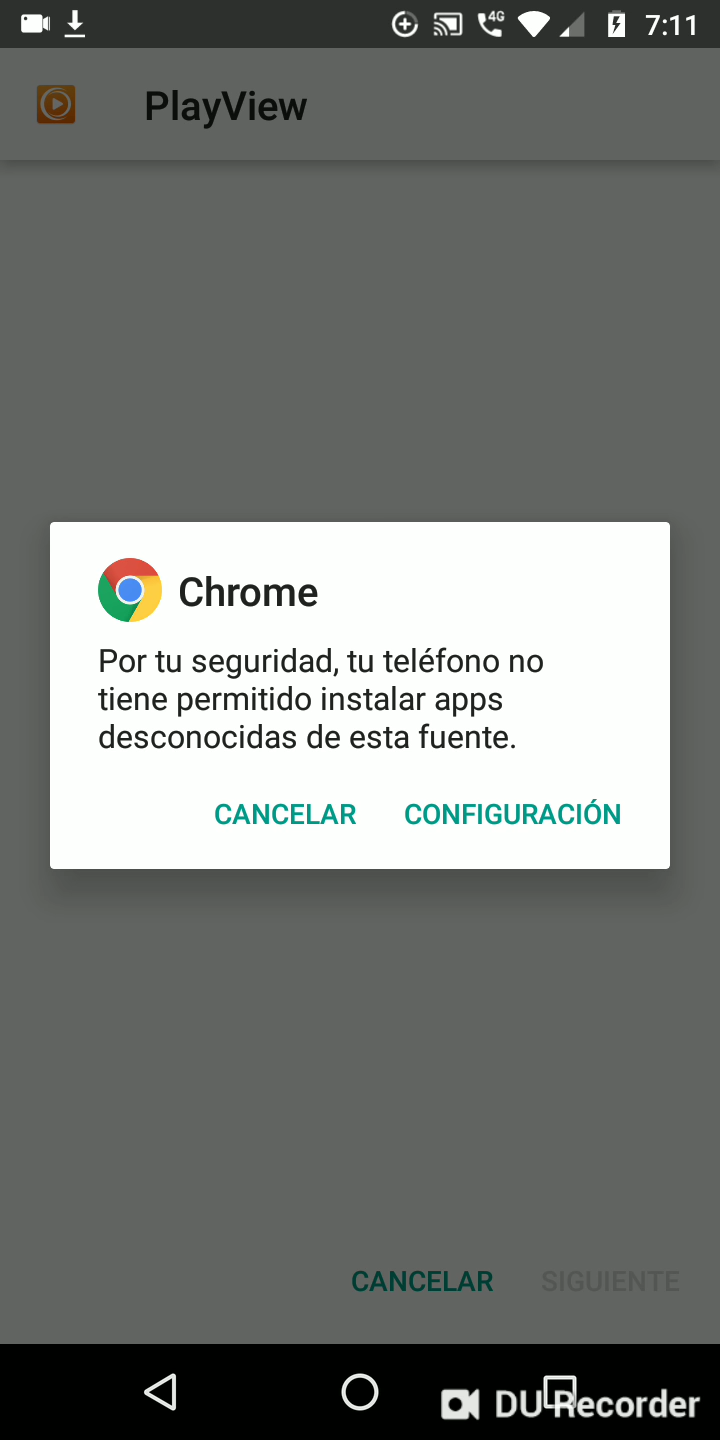 4G
7:11
PlayView
Chrome
Por tu seguridad, tu teléfono no
tiene permitido instalar apps
desconocidas de esta fuente.
CANCELAR CONFIGURACIÓN
CANCELAR SIGUIENTE
DU Recorder